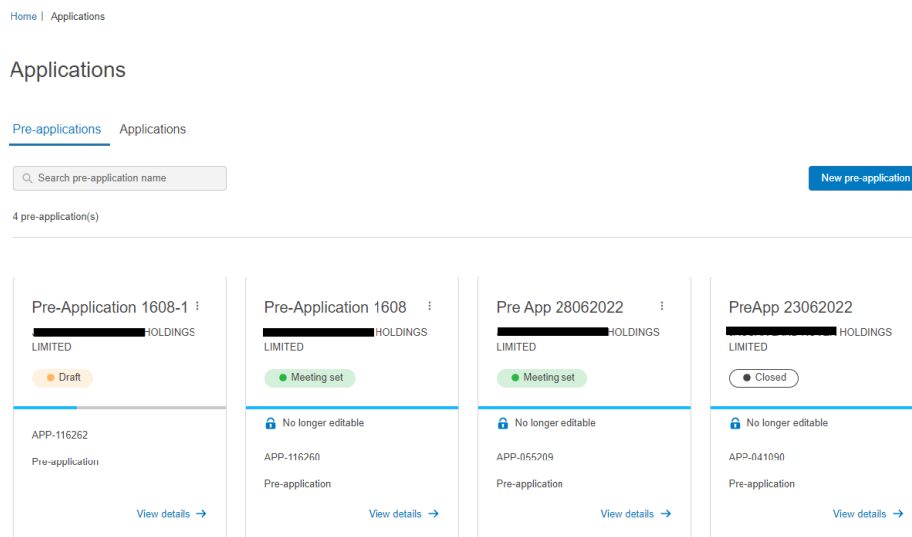 Home | Applications
Applications
Pre-applications Applications
Search pre-application name
New pre-application
4 pre-application(s)
Pre-Application 1608-1
HOLDINGS
LIMITED
Draft
APP-116262
Pre-application
View details →
Pre-Application 1608
HOLDINGS
LIMITED
Meeting set
No longer editable
APP-116260
Pre-application
View details →
Pre App 28062022
HOLDINGS
LIMITED
Meeting set
No longer editable
APP-055209
Pre-application
View details →
PreApp 23062022
HOLDINGS
LIMITED
Closed
No longer editable
APP-041090
Pre-application
View details →